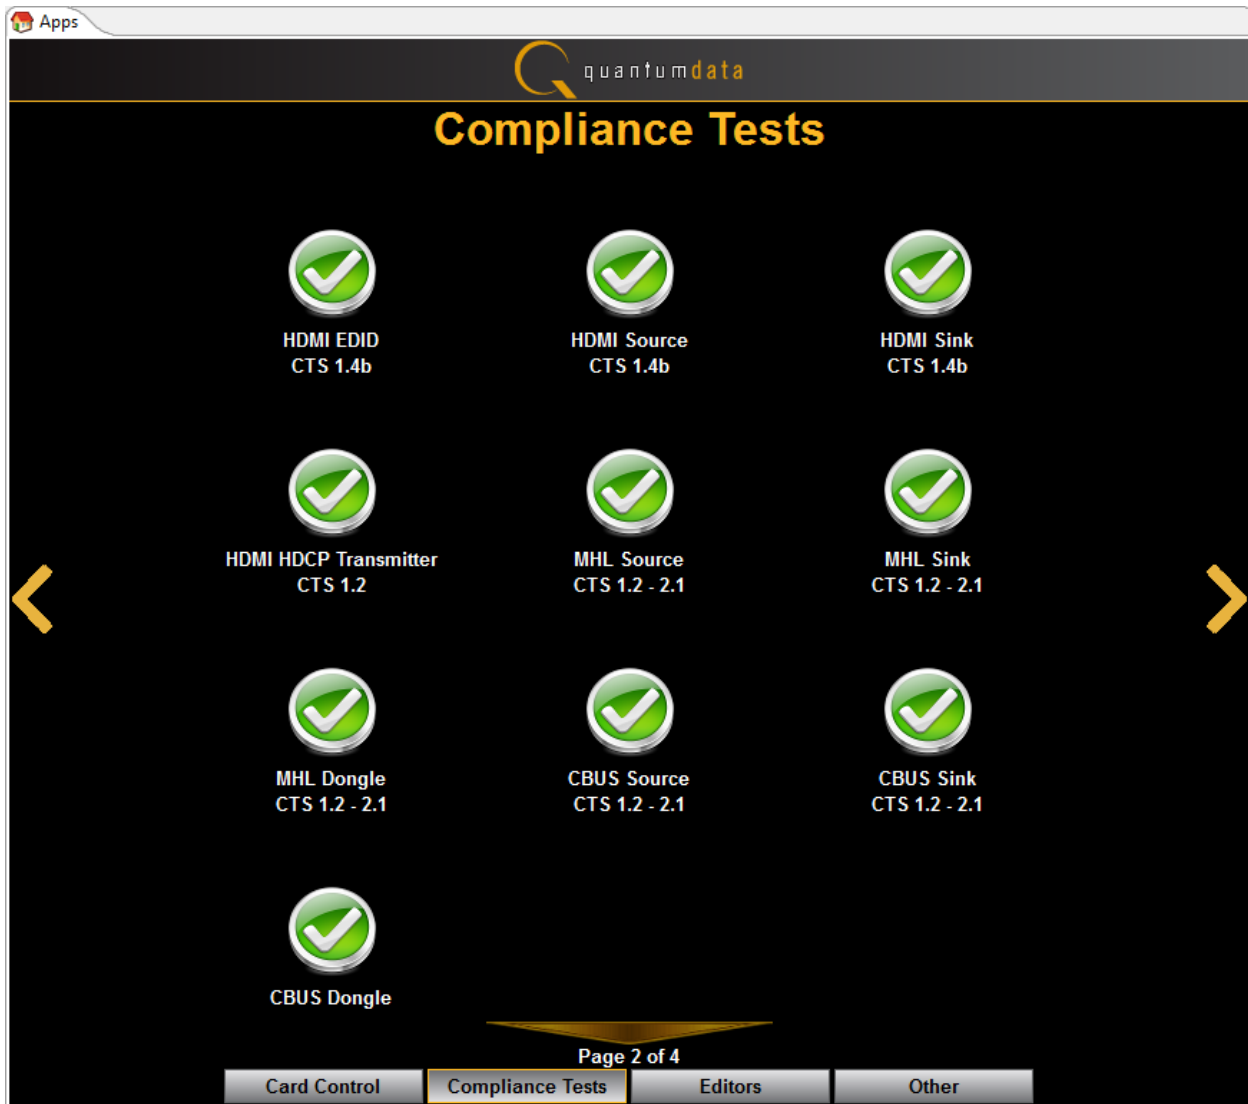 Apps
quantumdata
Compliance Tests
HDMI EDID
CTS 1.4b
HDMI Source
CTS 1.4b
HDMI Sink
CTS 1.4b
HDMI HDCP Transmitter
CTS 1.2
MHL Source
CTS 1.2 - 2.1
MHL Sink
CTS 1.2 - 2.1
MHL Dongle
CTS 1.2 - 2.1
CBUS Source
CTS 1.2 - 2.1
CBUS Sink
CTS 1.2 - 2.1
CBUS Dongle
Page 2 of 4
Card Control
Compliance Tests
Editors
Other